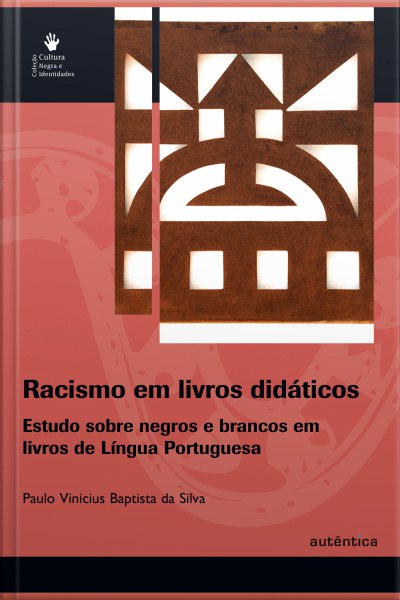 Coleção
Cultura
Negra e
Identidades
Racismo em livros didáticos
Estudo sobre negros e brancos em
livros de Língua Portuguesa
Paulo Vinicius Baptista da Silva
autêntica